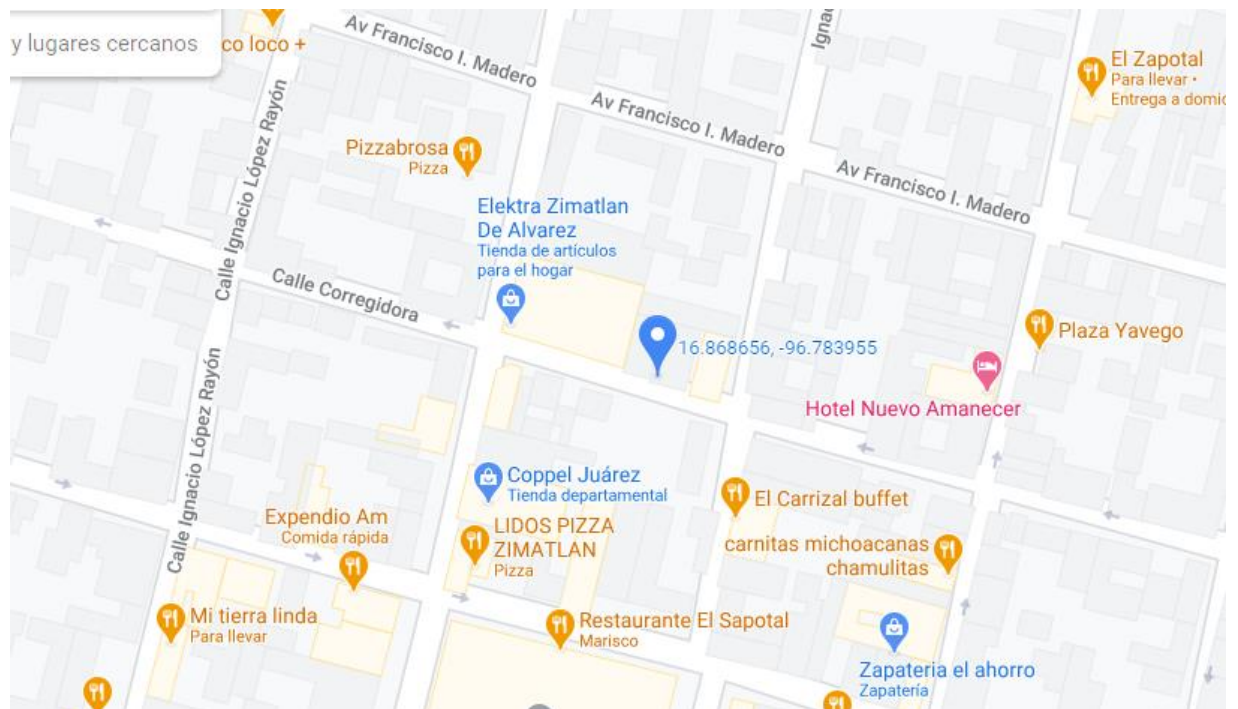 y lugares cercanos
co loco +
Av Francisco I. Madero
Av Francisco I. Madero
Av Francisco I. Madero
Igna
El Zapotal
Para llevar •
Entrega a domic
Pizzabrosa
Pizza
Calle Ignacio López Rayón
Elektra Zimatlan
De Alvarez
Tienda de artículos
para el hogar
Calle Corregidora
16.868656, -96.783955
Plaza Yavego
Hotel Nuevo Amanecer
Calle Ignacio López Rayón
Coppel Juárez
Tienda departamental
El Carrizal buffet
Expendio Am
Comida rápida
LIDOS PIZZA
ZIMATLAN
Pizza
carnitas michoacanas
chamulitas
Mi tierra linda
Para llevar
Restaurante El Sapotal
Marisco
Zapateria el ahorro
Zapatería